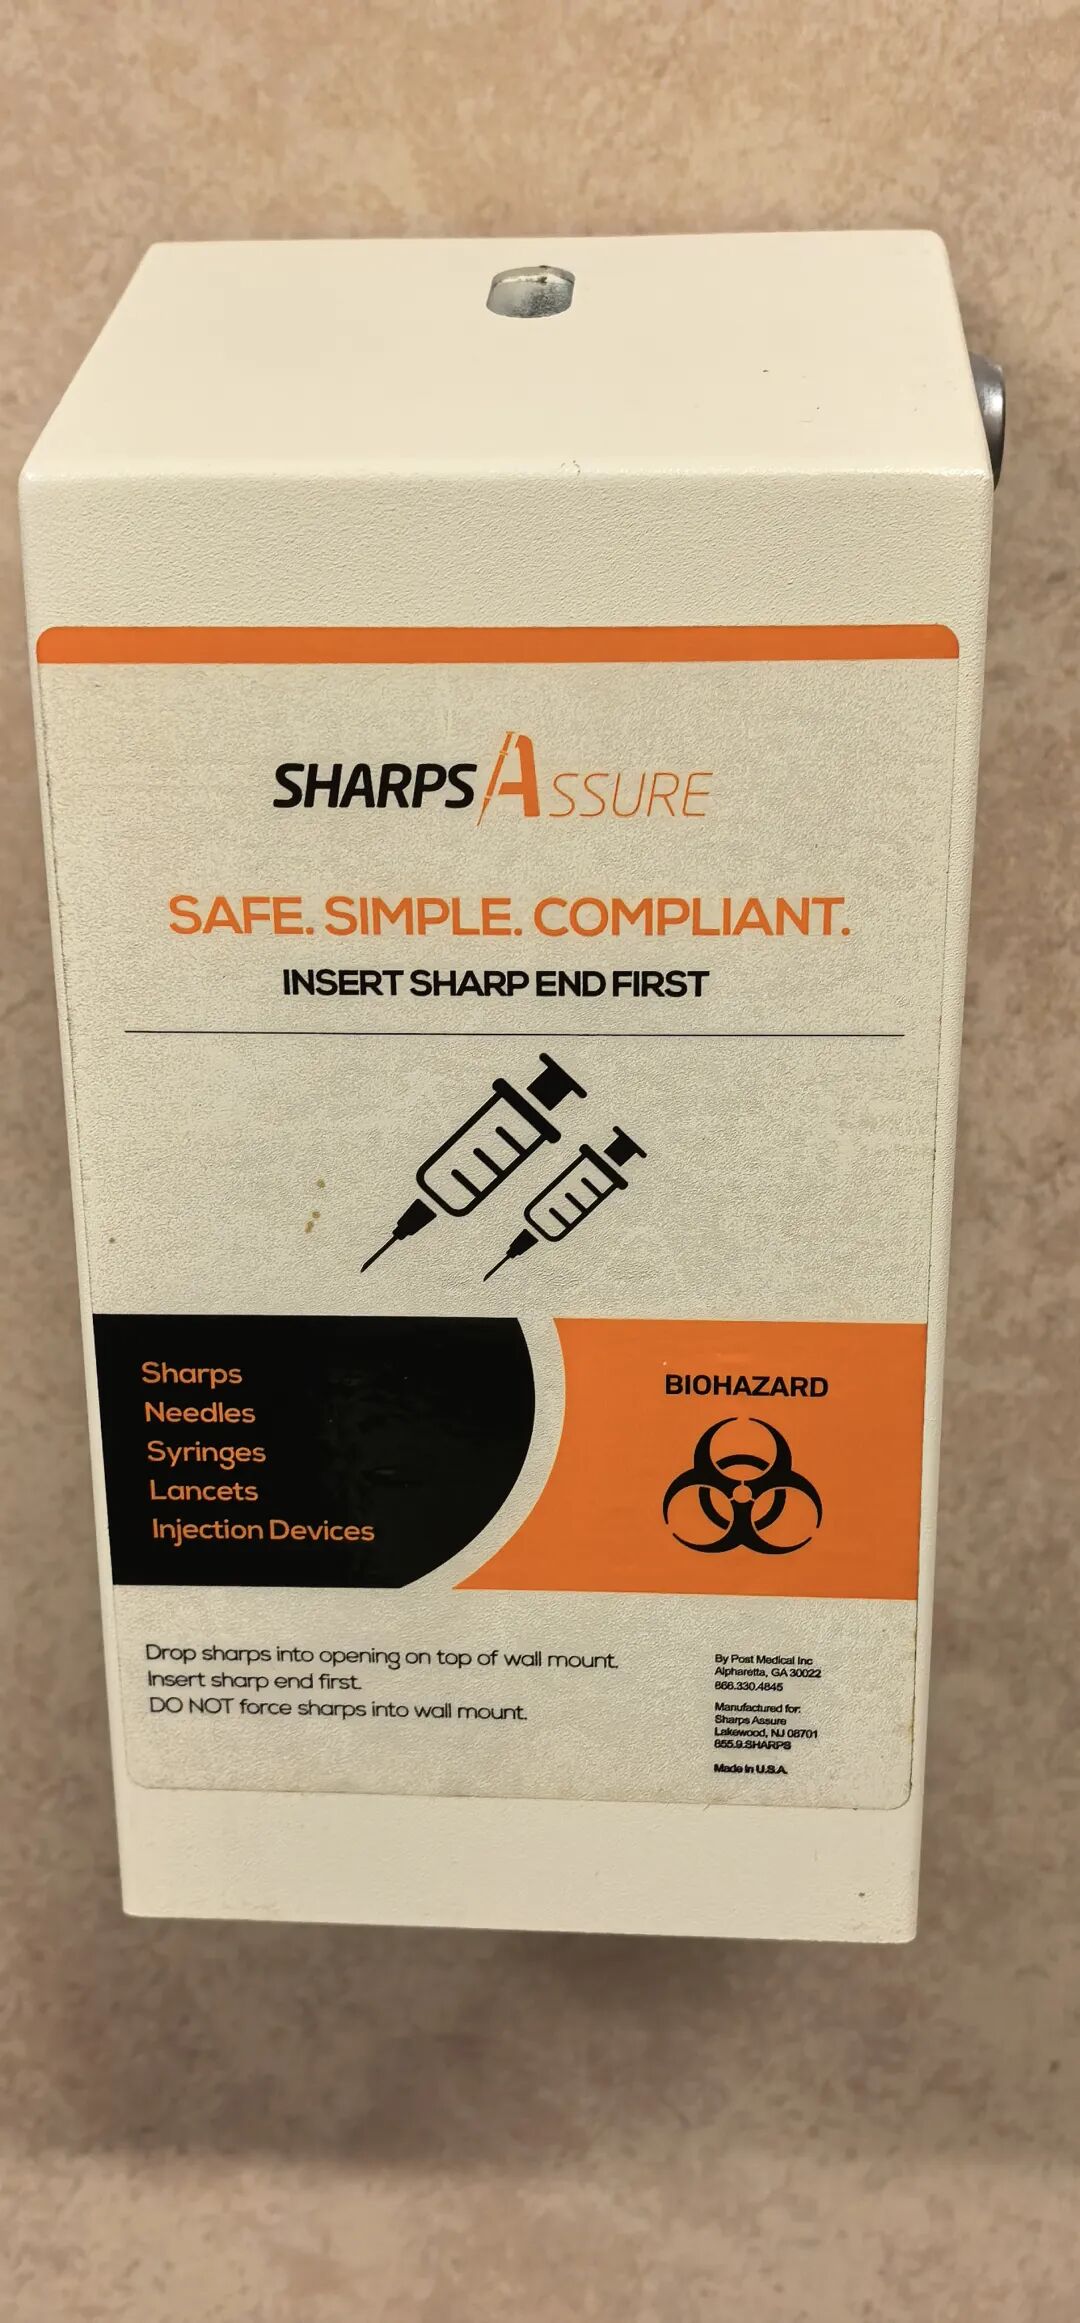 SHARPS ASSURE
SAFE. SIMPLE. COMPLIANT.
INSERT SHARP END FIRST
Sharps
Needles
Syringes
Lancets
Injection Devices
BIOHAZARD
Drop sharps into opening on top of wall mount.
Insert sharp end first.
DO NOT force sharps into wall mount.
By Post Medical Inc
Alpharetta, GA 30022
866.330.4845
Manufactured for:
Sharps Assure
Lakewood, NJ 08701
855.9.SHARPS
Made in U.S.A.